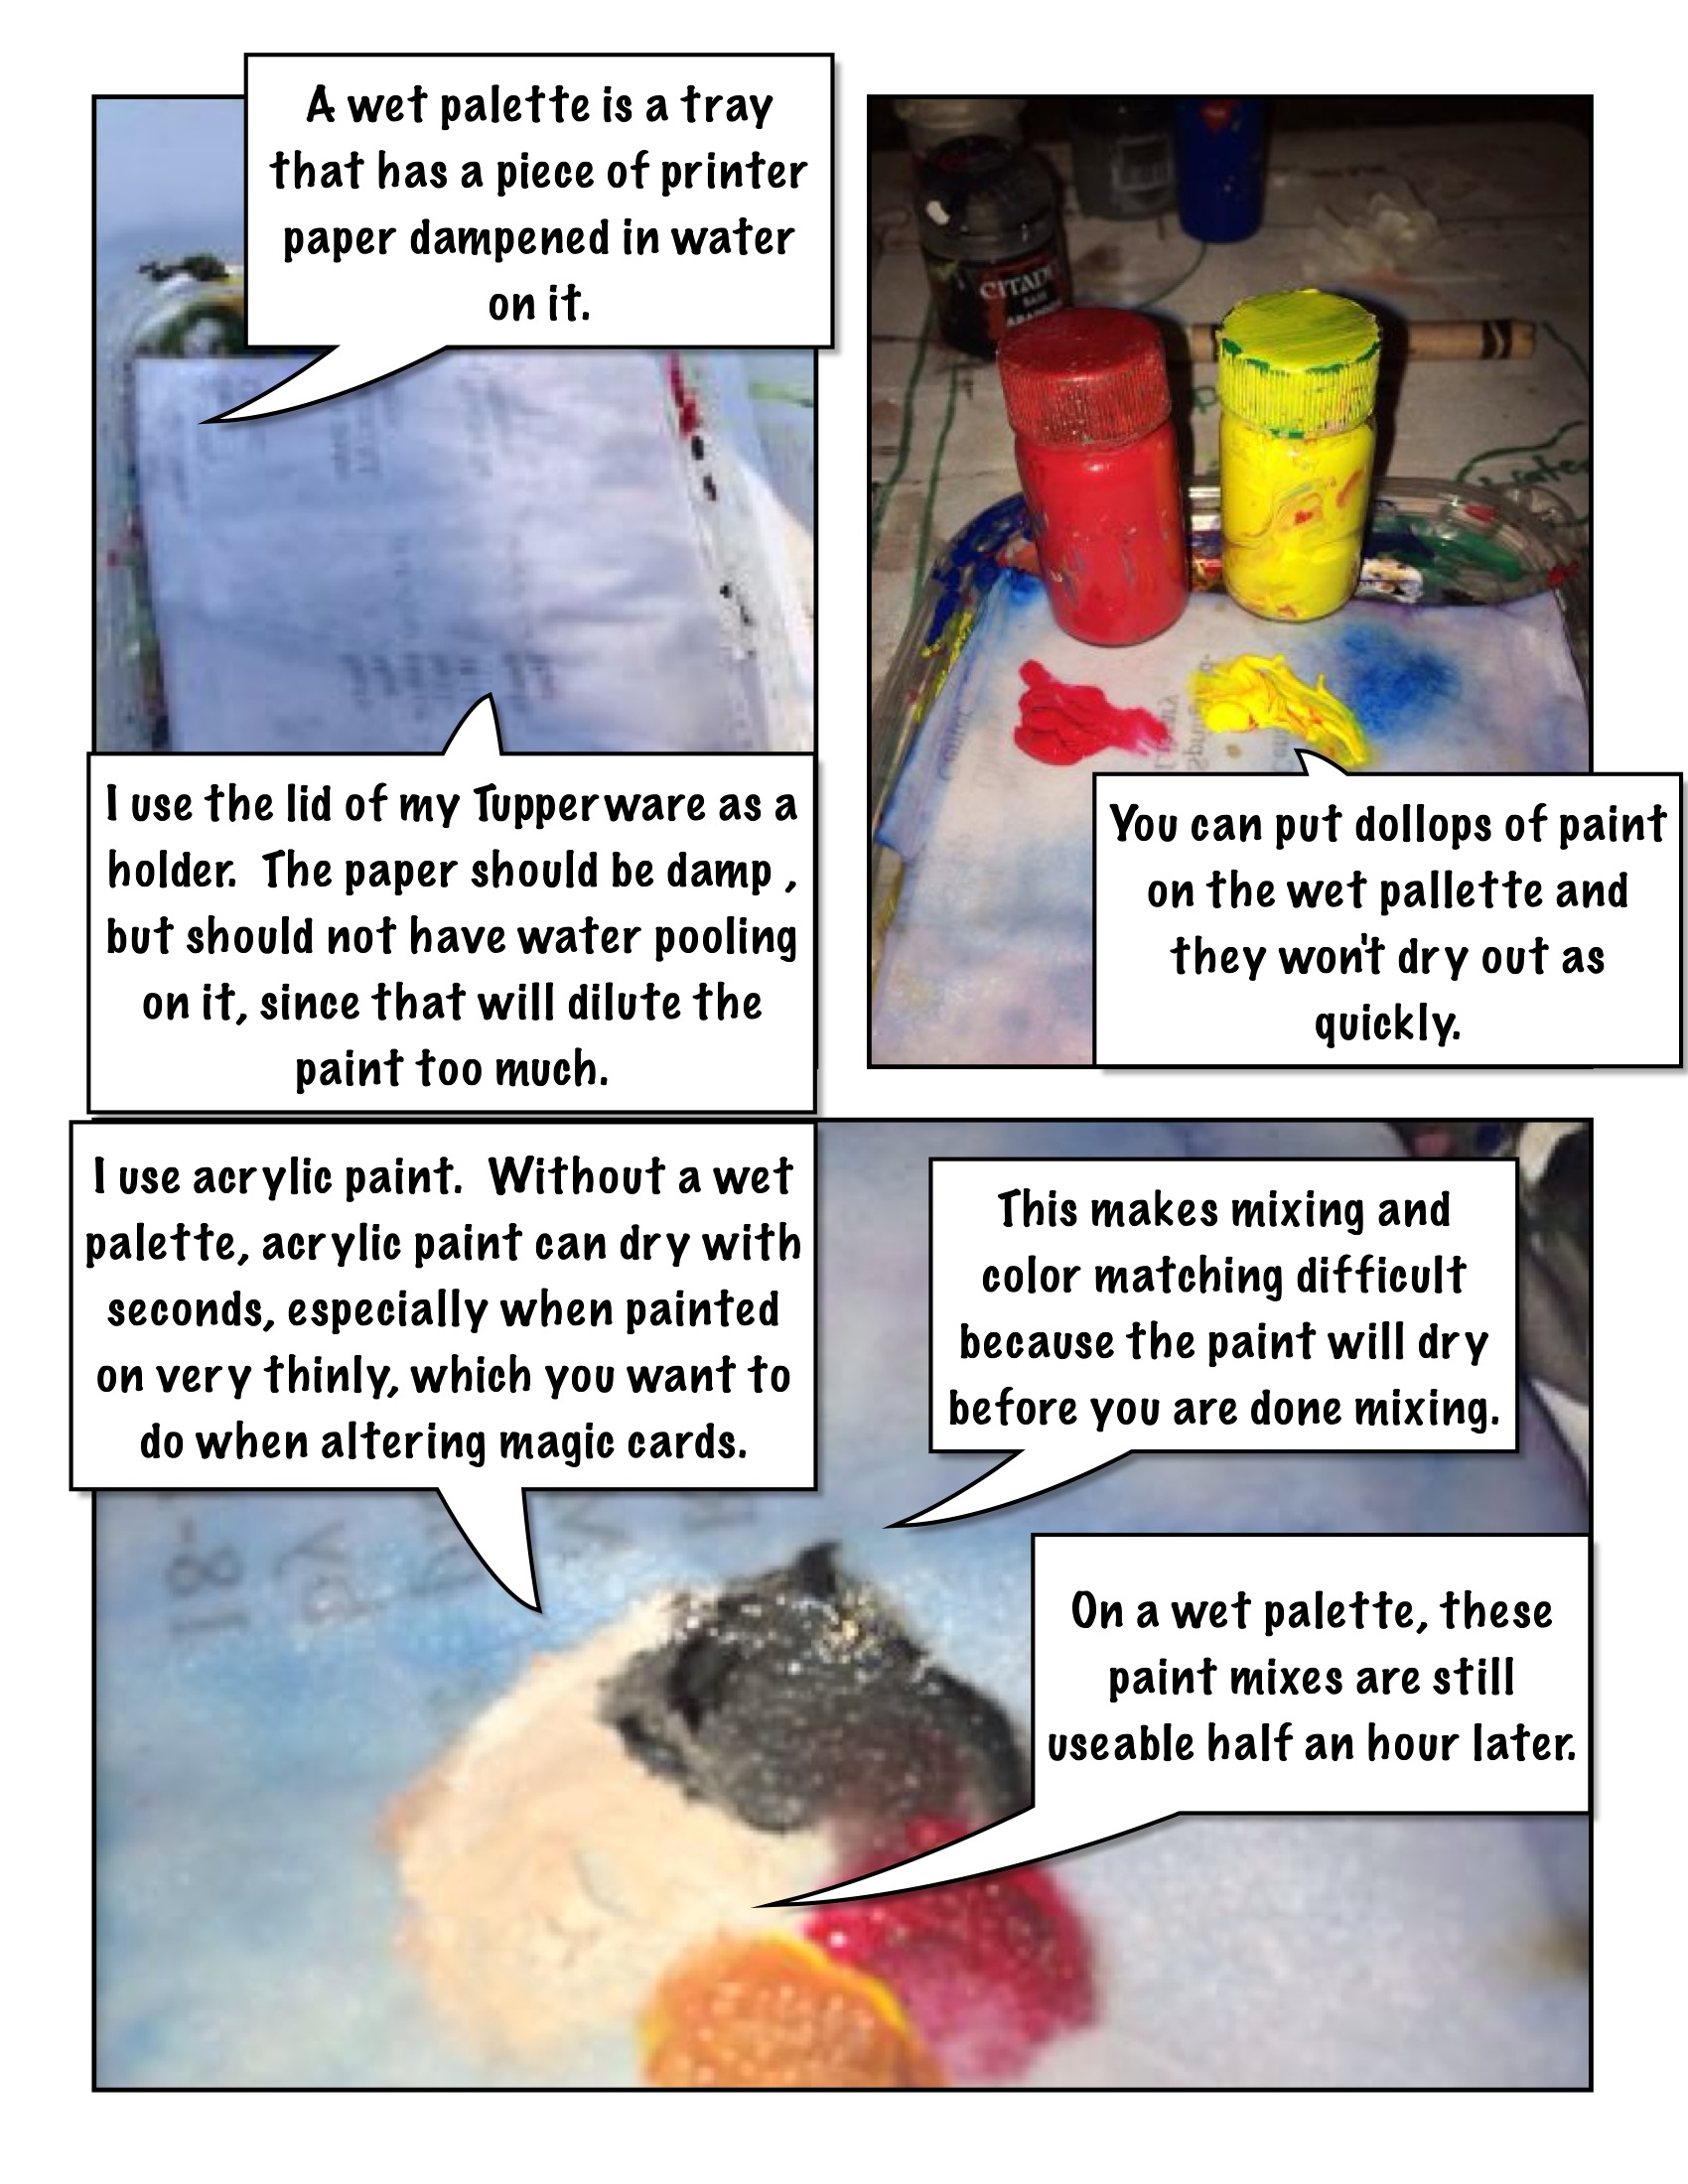 A wet palette is a tray
that has a piece of printer
paper dampened in water
on it.
I use the lid of my Tupperware as a
holder.  The paper should be damp ,
but should not have water pooling
on it, since that will dilute the
paint too much.
CITAD
BASE
You can put dollops of paint
on the wet pallette and
they won't dry out as
quickly.
I use acrylic paint.  Without a wet
palette, acrylic paint can dry with
seconds, especially when painted
on very thinly, which you want to
do when altering magic cards.
This makes mixing and
color matching difficult
because the paint will dry
before you are done mixing.
On a wet palette, these
paint mixes are still
useable half an hour later.